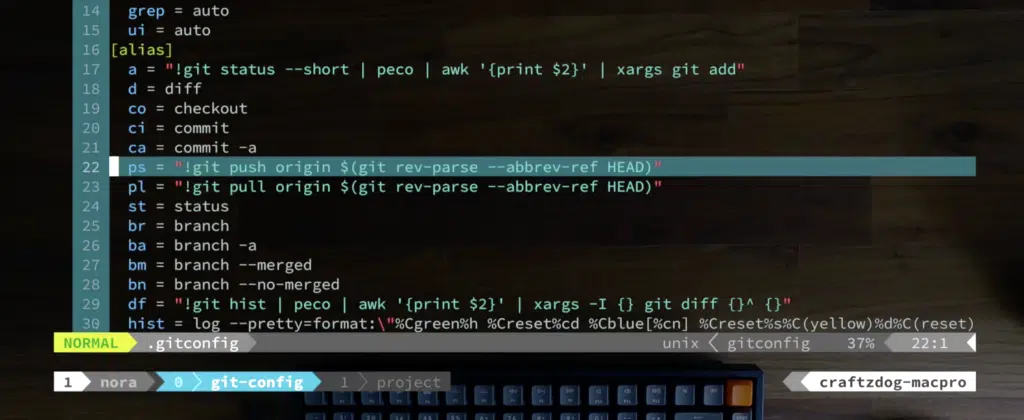 14 grep = auto
15 ui = auto
16 [alias]
17 a = "!git status --short | peco | awk '{print $2}' | xargs git add"
18 d = diff
19 co = checkout
20 ci = commit
21 ca = commit -a
22 ps = "!git push origin $(git rev-parse --abbrev-ref HEAD)"
23 pl = "!git pull origin $(git rev-parse --abbrev-ref HEAD)"
24 st = status
25 br = branch
26 ba = branch -a
27 bm = branch --merged
28 bn = branch --no-merged
29 df = "!git hist | peco | awk '{print $2}' | xargs -I {} git diff {}^ {}"
30 hist = log --pretty=format:\"%Cgreen%h %Creset%cd %Cblue[%cn] %Creset%s%C(yellow)%d%C(reset)
NORMAL .gitconfig unix gitconfig 37% 22:1
1 nora 0 git-config 1 project craftzdog-macpro